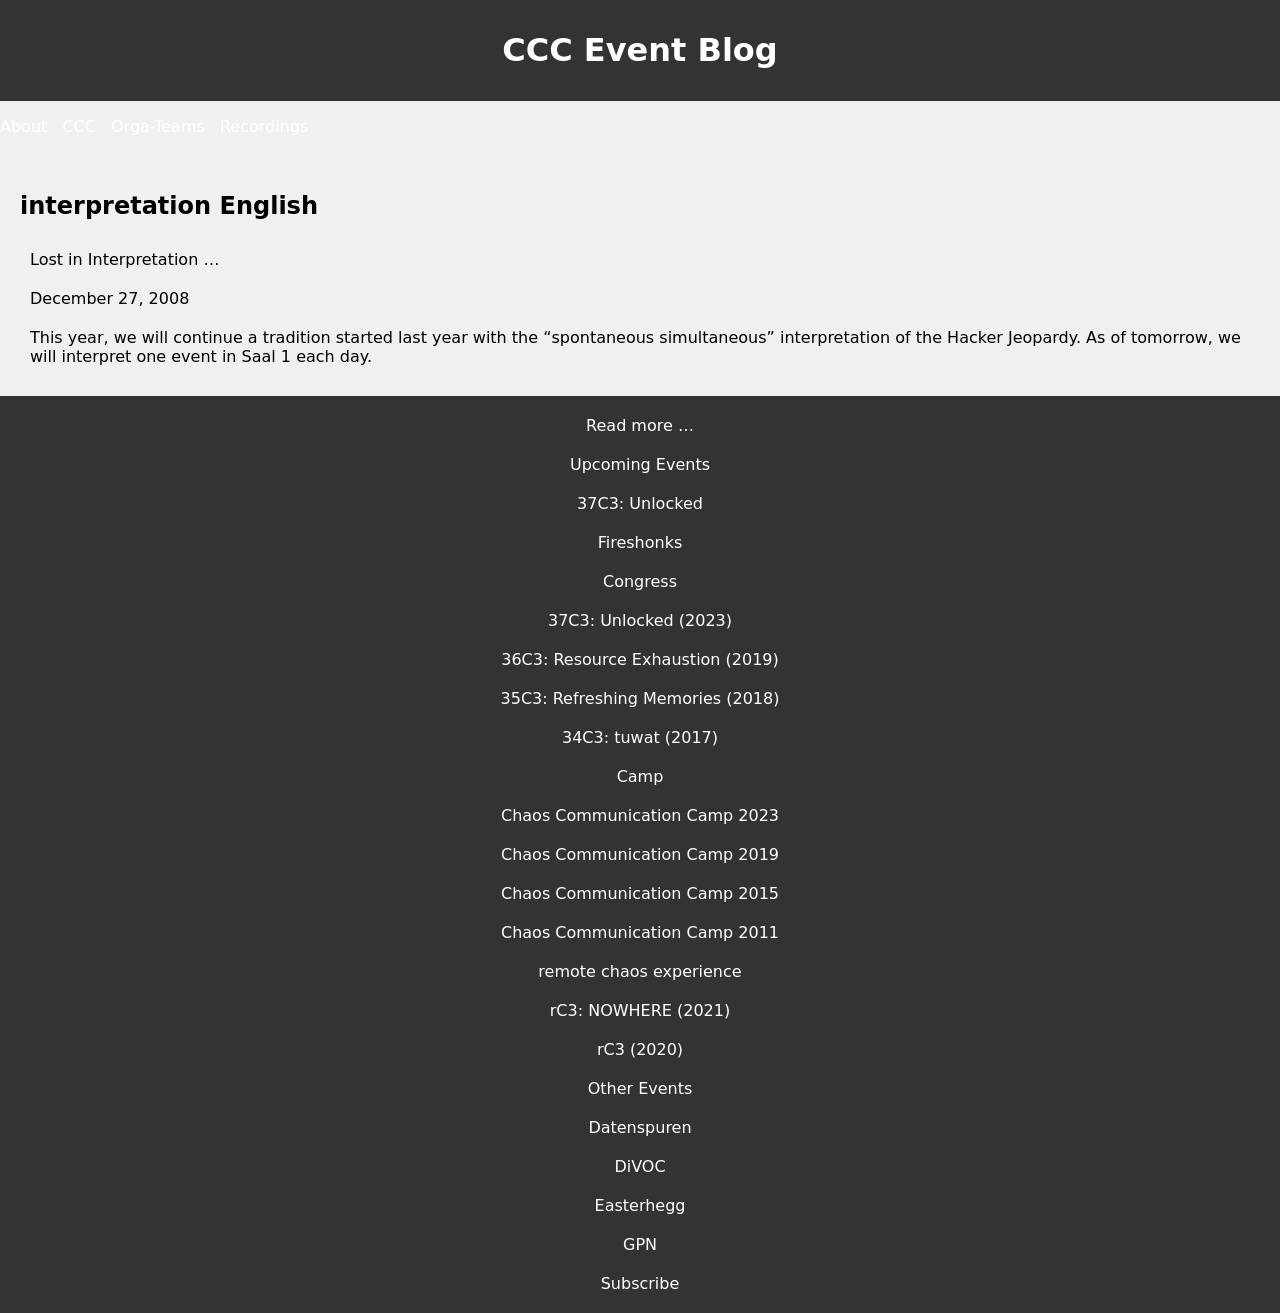 CCC Event Blog
About CCC Orga-Teams Recordings
interpretation English
Lost in Interpretation …
December 27, 2008
This year, we will continue a tradition started last year with the “spontaneous simultaneous” interpretation of the Hacker Jeopardy. As of tomorrow, we
will interpret one event in Saal 1 each day.
Read more …
Upcoming Events
37C3: Unlocked
Fireshonks
Congress
37C3: Unlocked (2023)
36C3: Resource Exhaustion (2019)
35C3: Refreshing Memories (2018)
34C3: tuwat (2017)
Camp
Chaos Communication Camp 2023
Chaos Communication Camp 2019
Chaos Communication Camp 2015
Chaos Communication Camp 2011
remote chaos experience
rC3: NOWHERE (2021)
rC3 (2020)
Other Events
Datenspuren
DiVOC
Easterhegg
GPN
Subscribe